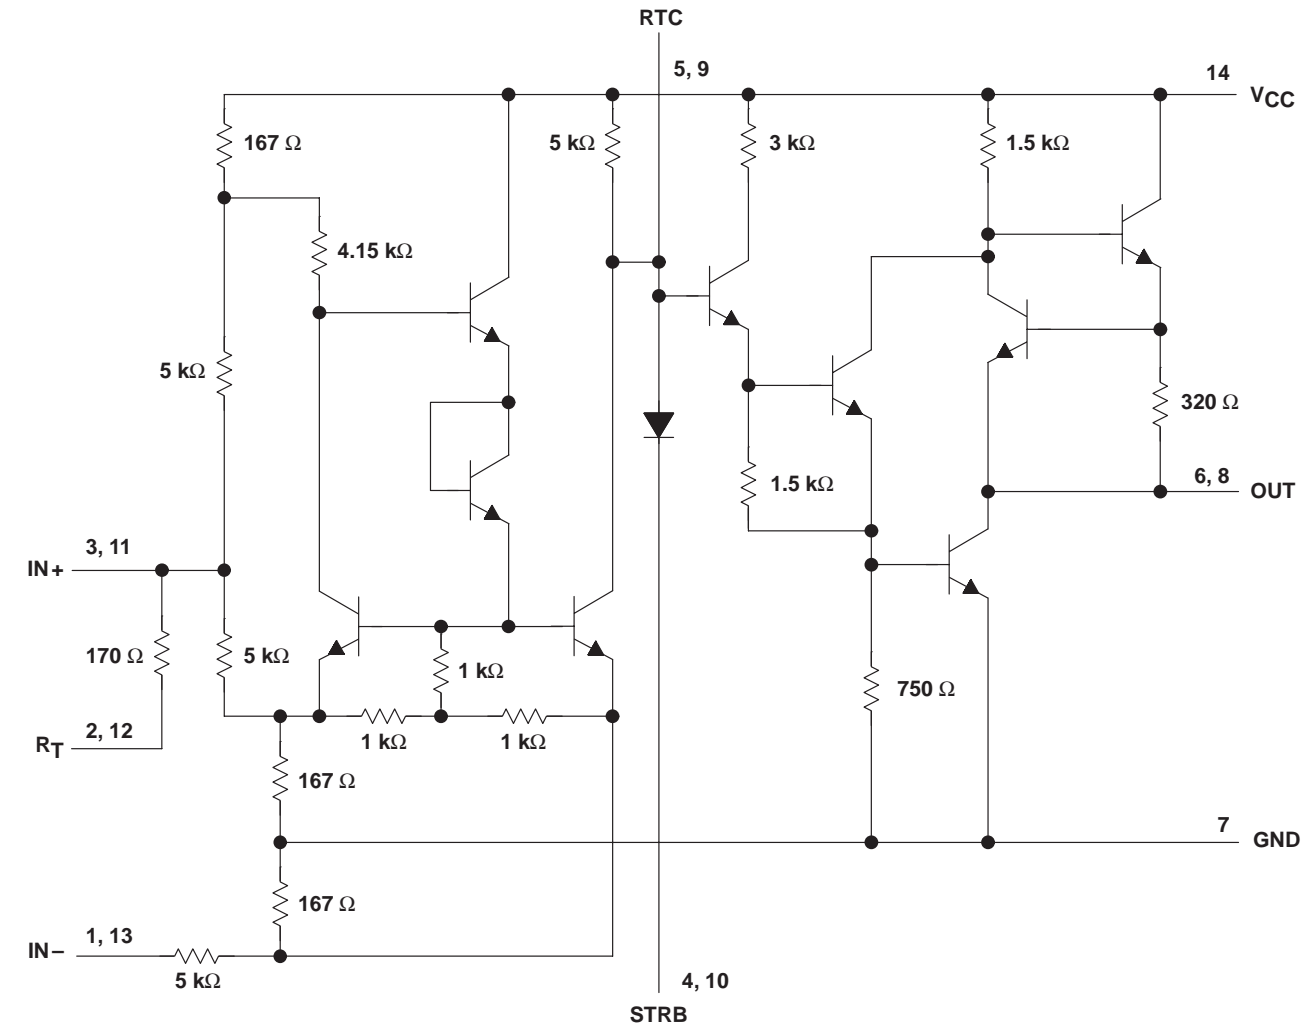 RTC
5, 9
14
VCC
167 Ω
5 kΩ
3 kΩ
1.5 kΩ
4.15 kΩ
5 kΩ
320 Ω
6, 8
OUT
1.5 kΩ
3, 11
IN+
170 Ω
5 kΩ
1 kΩ
750 Ω
2, 12
RT
1 kΩ
1 kΩ
167 Ω
7
GND
167 Ω
1, 13
IN−
5 kΩ
4, 10
STRB